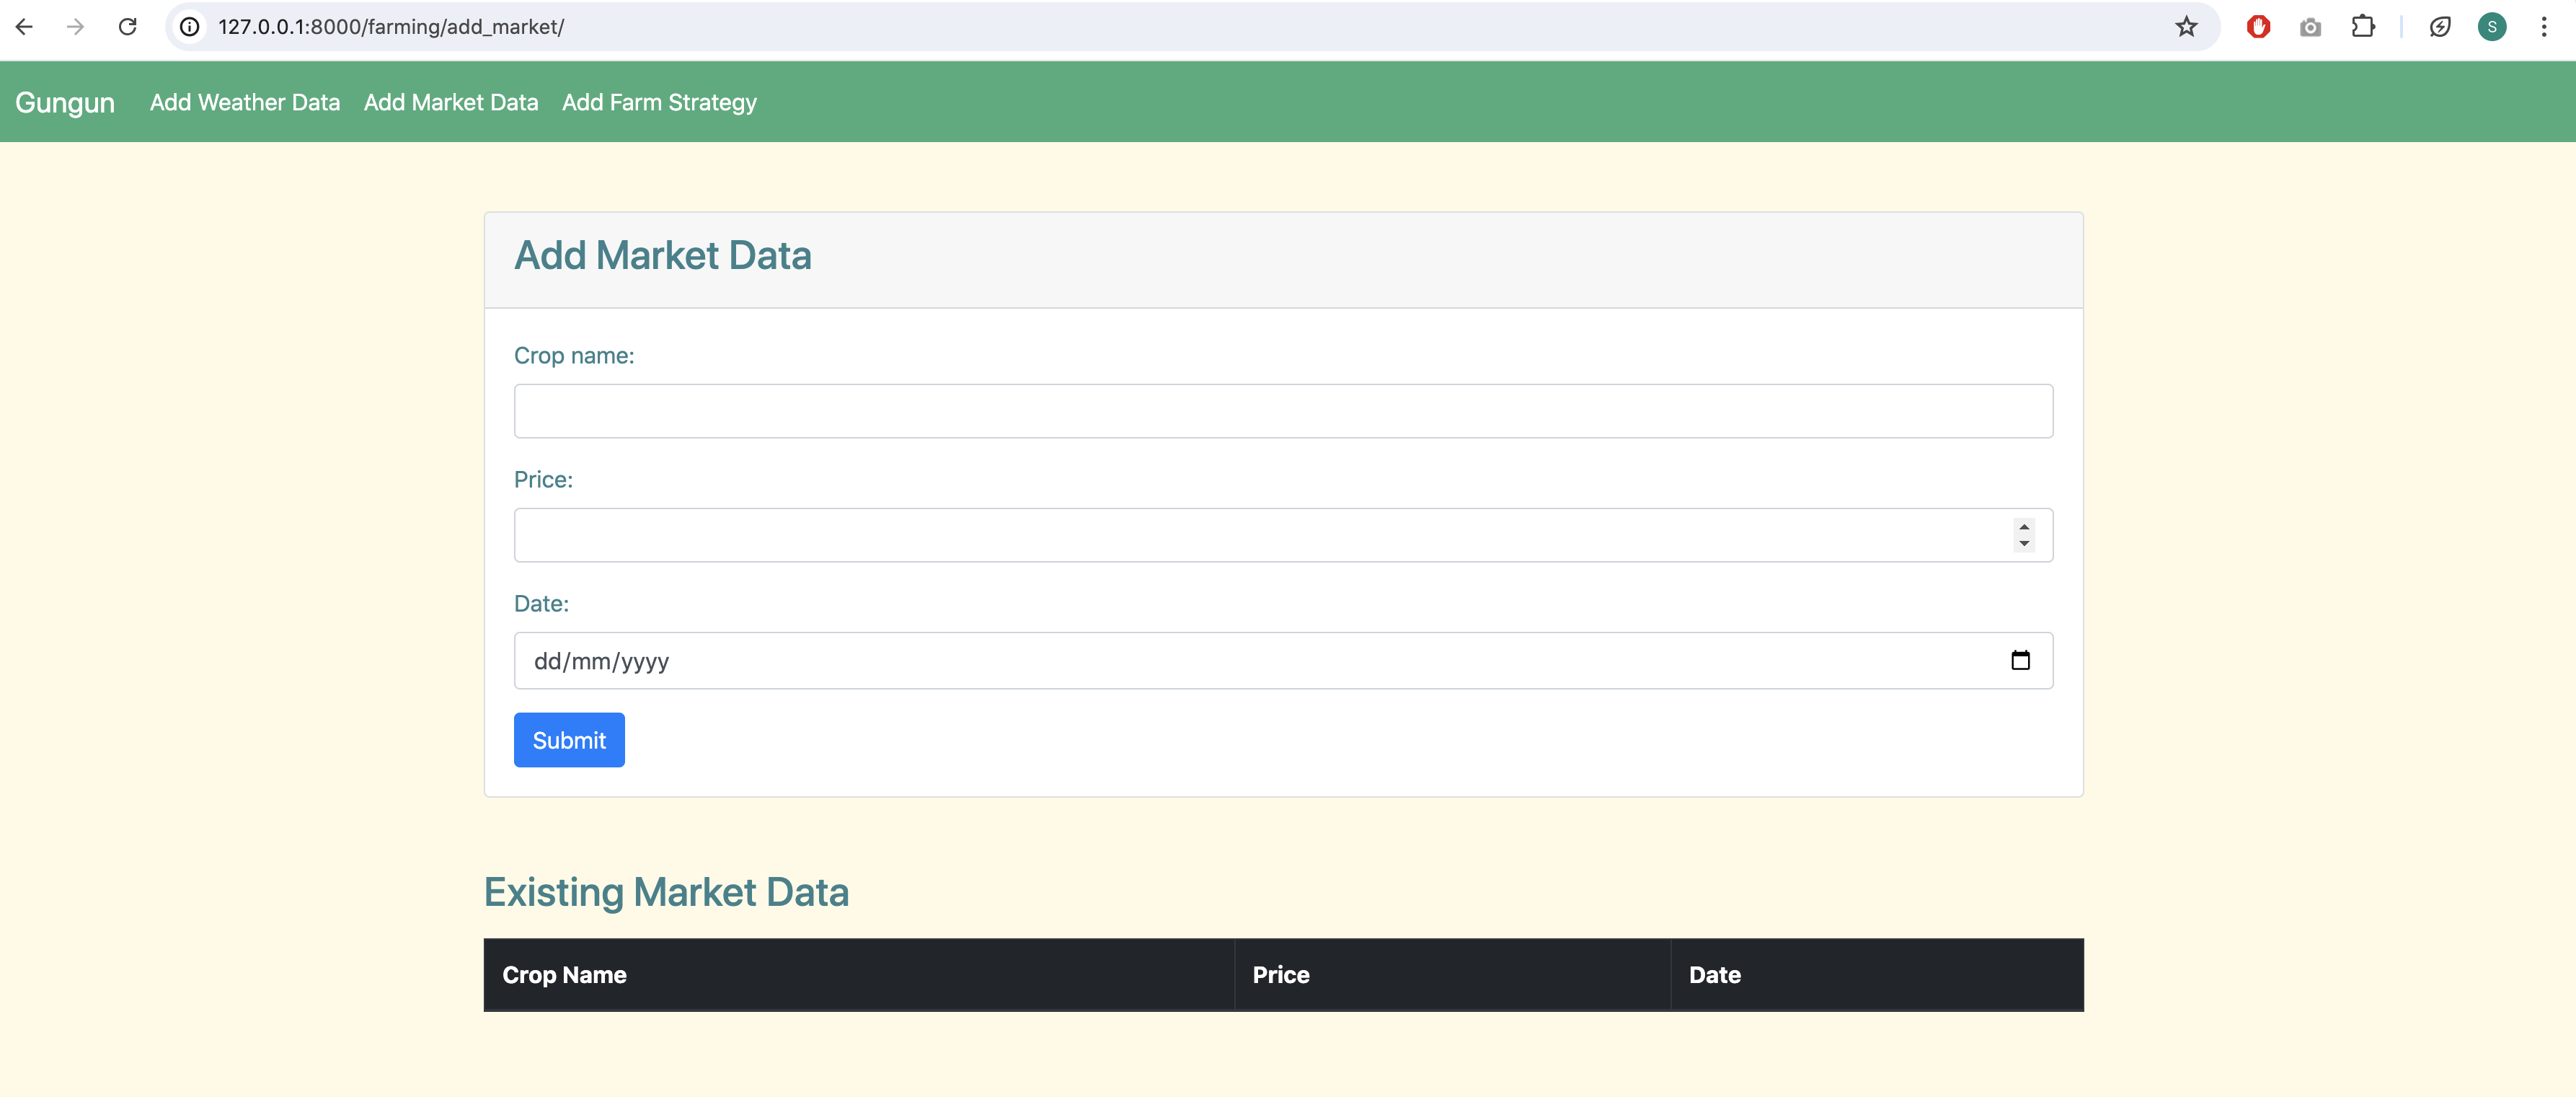 127.0.0.1:8000/farming/add_market/
S
Gungun Add Weather Data Add Market Data Add Farm Strategy
Add Market Data
Crop name:
Price:
Date:
dd/mm/yyyy
Submit
Existing Market Data
Crop Name Price Date